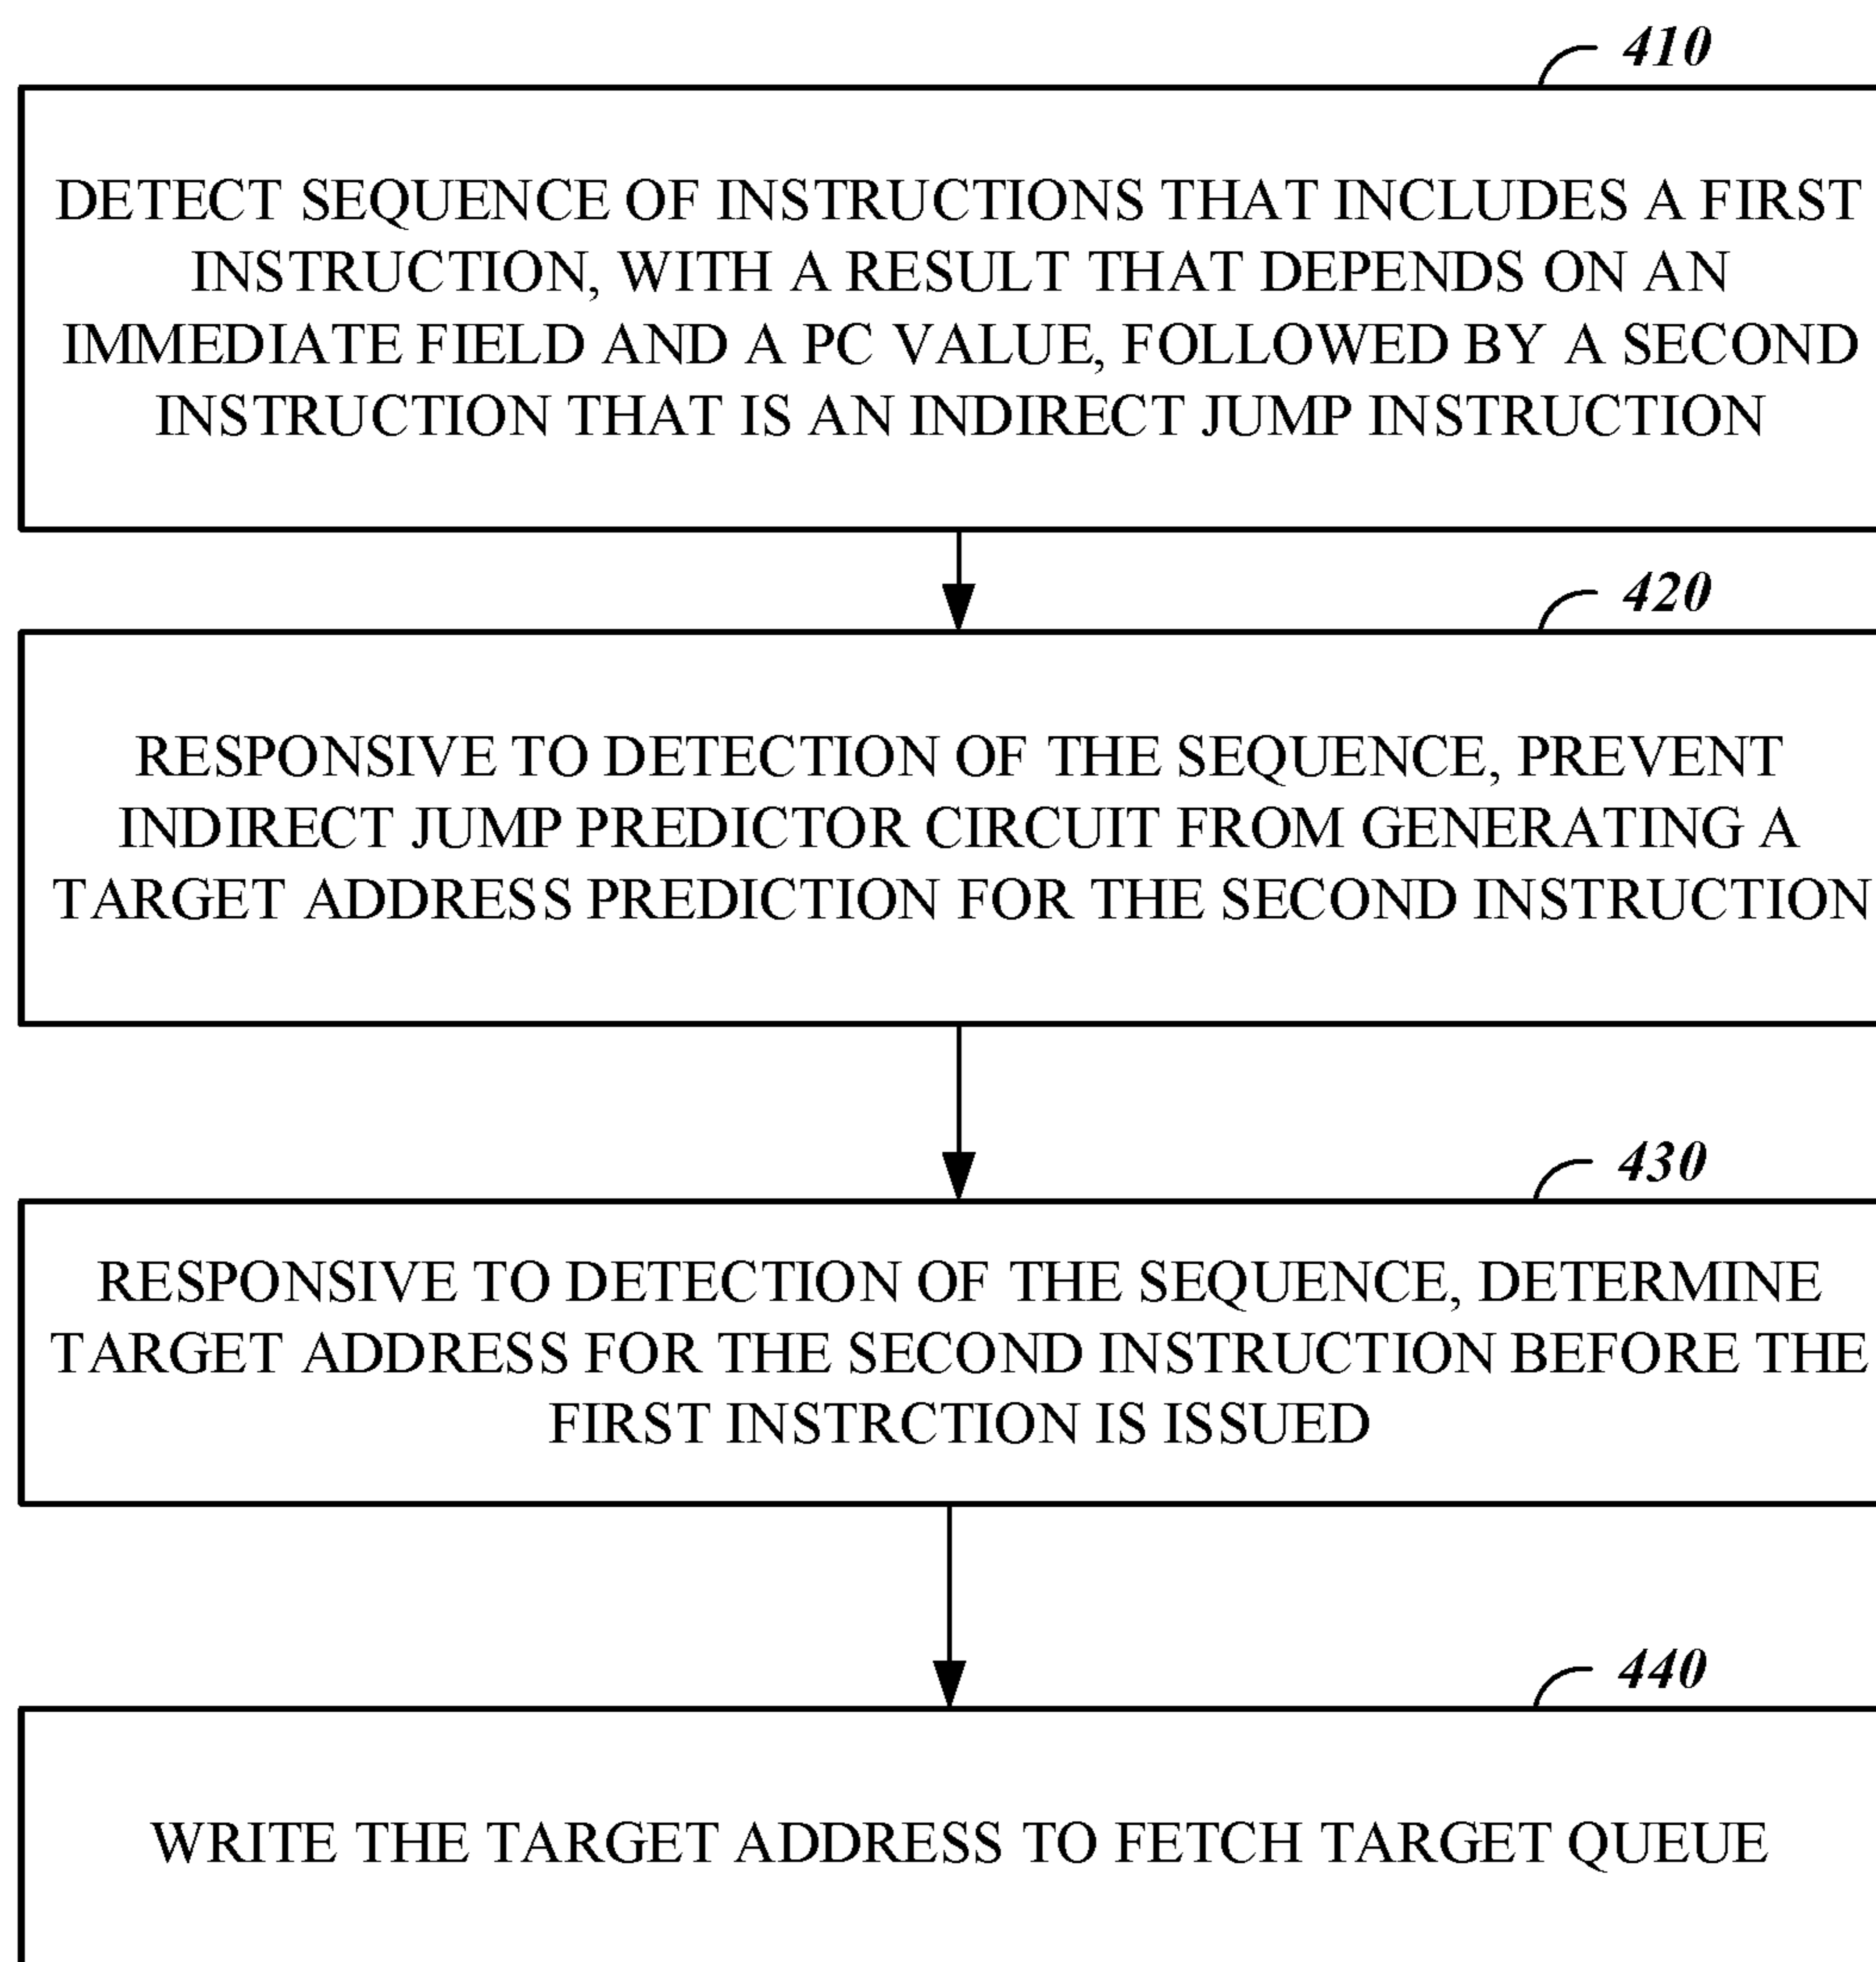 410
DETECT SEQUENCE OF INSTRUCTIONS THAT INCLUDES A FIRST
INSTRUCTION, WITH A RESULT THAT DEPENDS ON AN
IMMEDIATE FIELD AND A PC VALUE, FOLLOWED BY A SECOND
INSTRUCTION THAT IS AN INDIRECT JUMP INSTRUCTION
420
RESPONSIVE TO DETECTION OF THE SEQUENCE, PREVENT
INDIRECT JUMP PREDICTOR CIRCUIT FROM GENERATING A
TARGET ADDRESS PREDICTION FOR THE SECOND INSTRUCTION
430
RESPONSIVE TO DETECTION OF THE SEQUENCE, DETERMINE
TARGET ADDRESS FOR THE SECOND INSTRUCTION BEFORE THE
FIRST INSTRCTION IS ISSUED
440
WRITE THE TARGET ADDRESS TO FETCH TARGET QUEUE